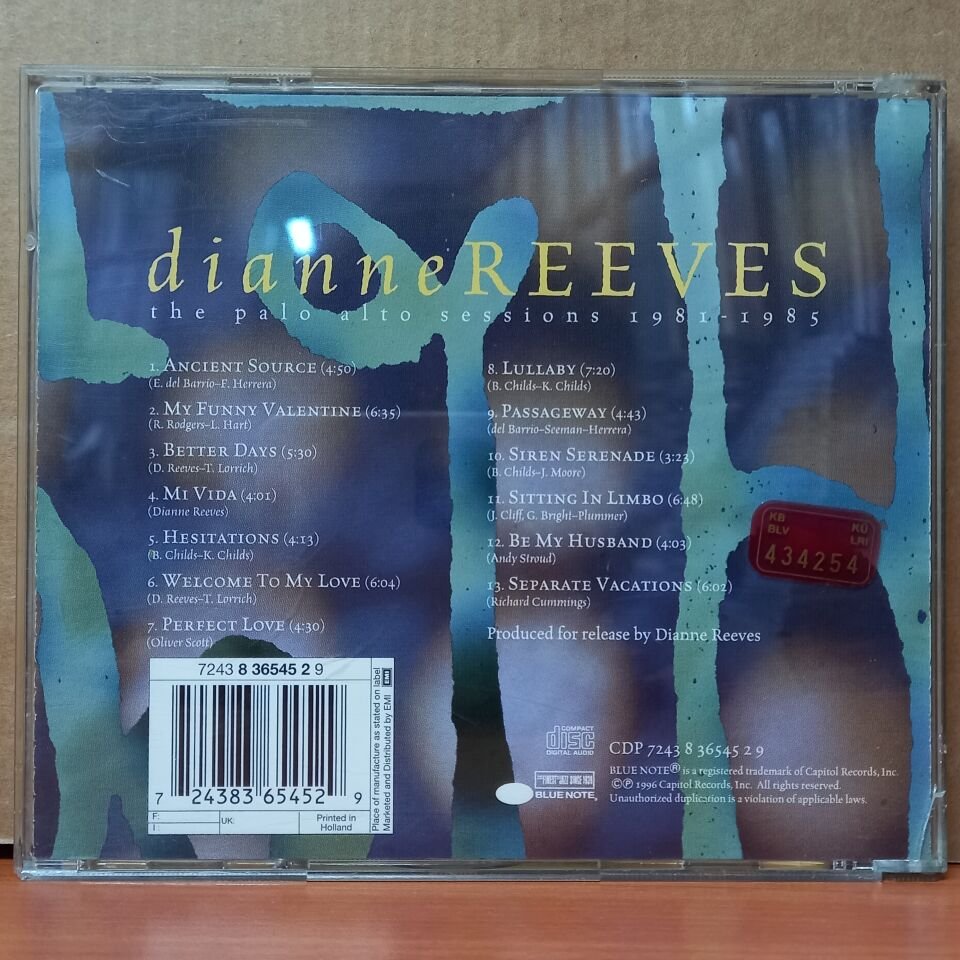 dianneREEVES
the palo alto sessions 1981-1985
1. ANCIENT SOURCE (4:50)
(E. del Barrio–F. Herrera)
2. MY FUNNY VALENTINE (6:35)
(R. Rodgers–L. Hart)
3. BETTER DAYS (5:30)
(D. Reeves–T. Lorrich)
4. MI VIDA (4:01)
(Dianne Reeves)
5. HESITATIONS (4:13)
(B. Childs–K. Childs)
6. WELCOME TO MY LOVE (6:04)
(D. Reeves–T. Lorrich)
7. PERFECT LOVE (4:30)
(Oliver Scott)
8. LULLABY (7:20)
(B. Childs–K. Childs)
9. PASSAGEWAY (4:43)
(del Barrio–Seeman–Herrera)
10. SIREN SERENADE (3:23)
(B. Childs–J. Moore)
11. SITTING IN LIMBO (6:48)
(J. Cliff, G. Bright–Plummer)
12. BE MY HUSBAND (4:03)
(Andy Stroud)
13. SEPARATE VACATIONS (6:02)
(Richard Cummings)
Produced for release by Dianne Reeves
KB KÜ
BLV LRI
434254
7243 8 36545 2 9
7 24383 65452 9
F:
I:
UK:
Printed in
Holland
Place of manufacture as stated on label
Marketed and Distributed by EMI
EMI
COMPACT
disc
DIGITAL AUDIO
THE FINEST IN JAZZ SINCE 1939
BLUE NOTE®
CDP 7243 8 36545 2 9
BLUE NOTE® is a registered trademark of Capitol Records, Inc.
©℗ 1996 Capitol Records, Inc. All rights reserved.
Unauthorized duplication is a violation of applicable laws.